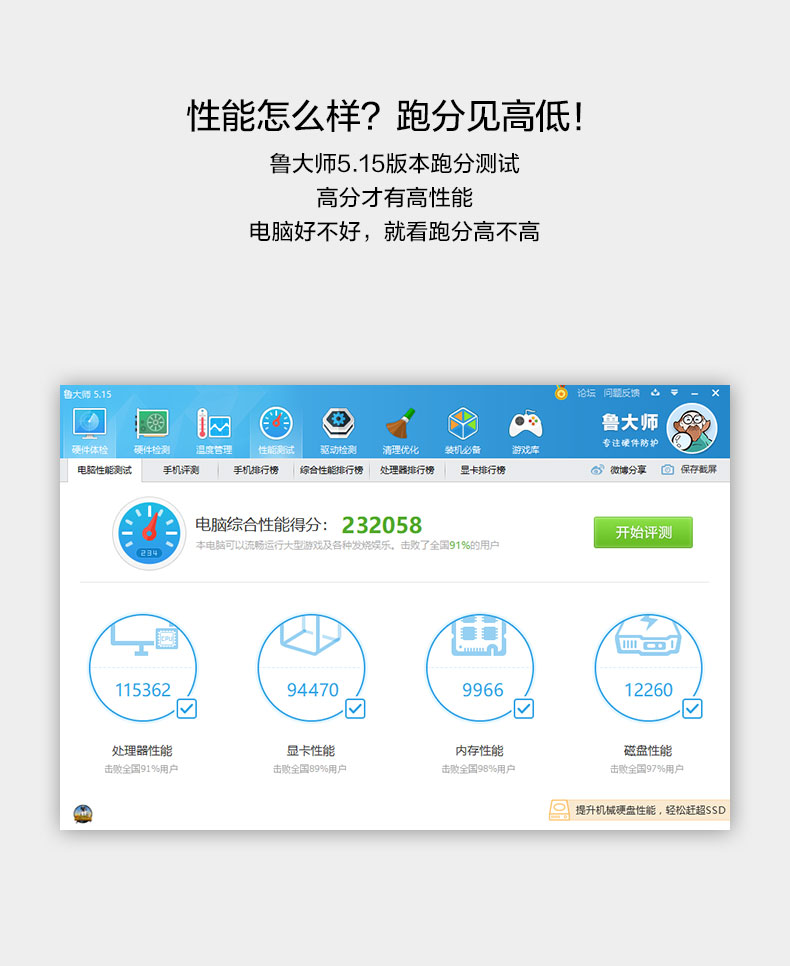 性能怎么样？跑分见高低！
鲁大师5.15版本跑分测试
高分才有高性能
电脑好不好，就看跑分高不高
鲁大师 5.15
论坛 问题反馈
硬件体检 硬件检测 温度管理 性能测试 驱动检测 清理优化 装机必备 游戏库
鲁大师
专注硬件防护
电脑性能测试 手机评测 手机排行榜 综合性能排行榜 处理器排行榜 显卡排行榜 微博分享 保存截屏
电脑综合性能得分： 232058
本电脑可以流畅运行大型游戏及各种发烧娱乐。击败了全国91%的用户
开始评测
234
CPU
115362 94470 9966 12260
处理器性能 显卡性能 内存性能 磁盘性能
击败全国91%用户 击败全国89%用户 击败全国98%用户 击败全国97%用户
提升机械硬盘性能，轻松赶超SSD